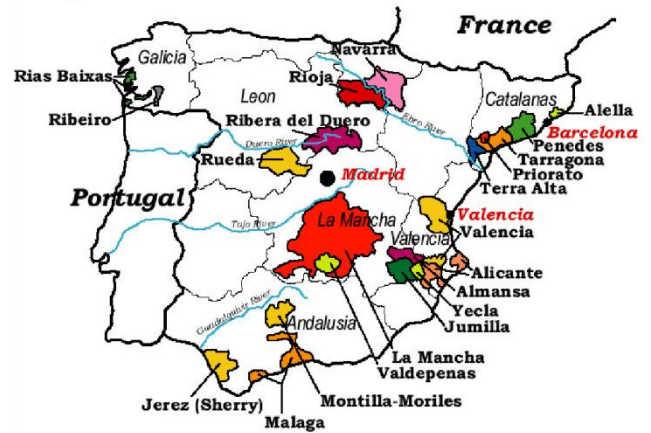 France
Navarra
Galicia
Rioja
Rias Baixas
Leon
Catalanas
Alella
Ribeiro
Ribera del Duero
Ebro River
Barcelona
Duero River
Penedes
Rueda
Tarragona
Madrid
Priorato
Terra Alta
Portugal
Tajo River
La Mancha
Valencia
Valencia
Valencia
Alicante
Almansa
Guadalquivir River
Yecla
Andalusia
Jumilla
La Mancha
Valdepenas
Jerez (Sherry)
Montilla-Moriles
Malaga